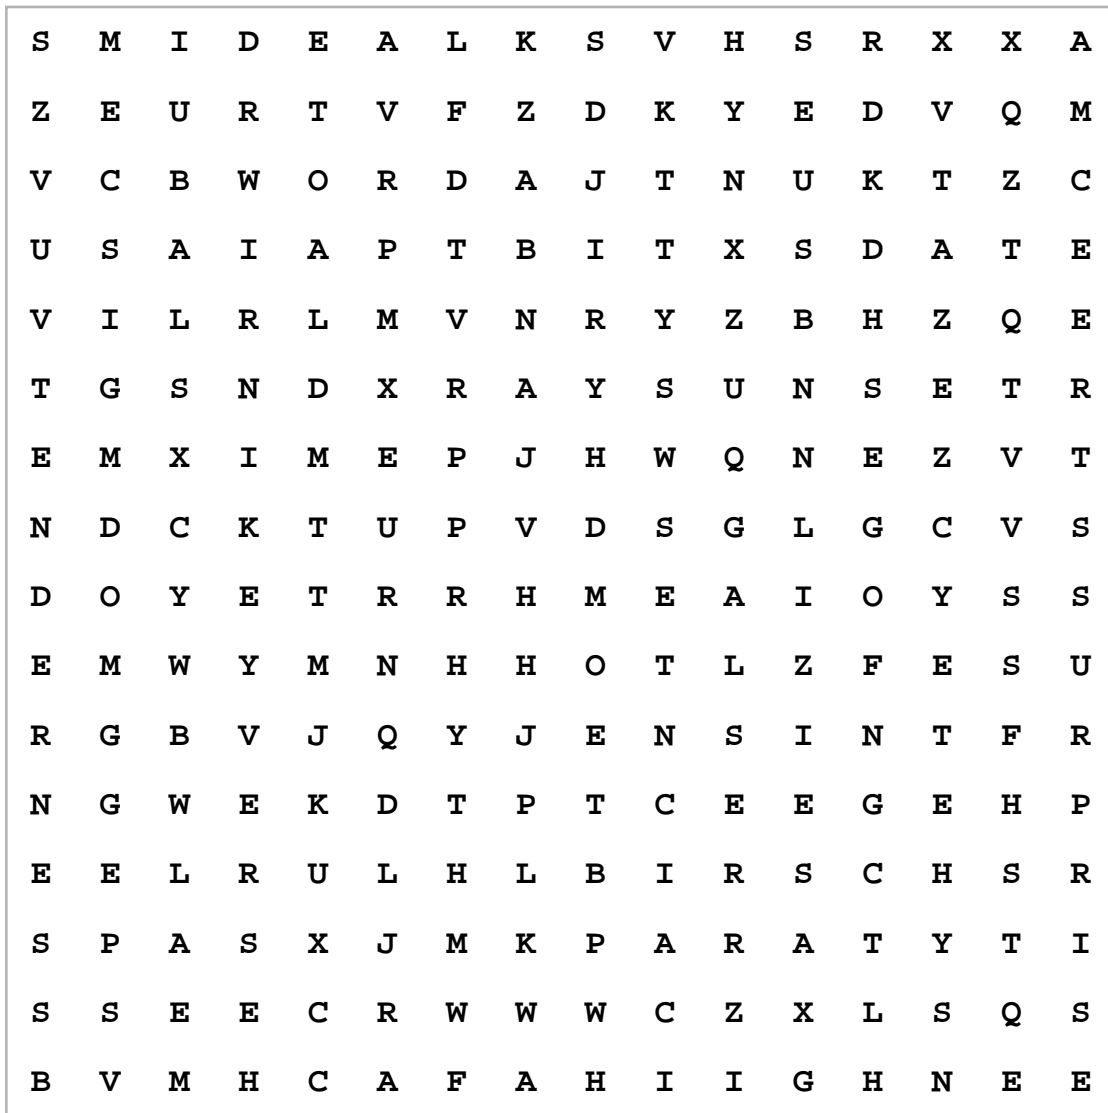 S M I D E A L K S V H S R X X A
Z E U R T V F Z D K Y E D V Q M
V C B W O R D A J T N U K T Z C
U S A I A P T B I T X S D A T E
V I L R L M V N R Y Z B H Z Q E
T G S N D X R A Y S U N S E T R
E M X I M E P J H W Q N E Z V T
N D C K T U P V D S G L G C V S
D O Y E T R R H M E A I O Y S S
E M W Y M N H H O T L Z F E S U
R G B V J Q Y J E N S I N T F R
N G W E K D T P T C E E G E H P
E E L R U L H L B I R S C H S R
S P A S X J M K P A R A T Y T I
S S E E C R W W W C Z X L S Q S
B V M H C A F A H I I G H N E E